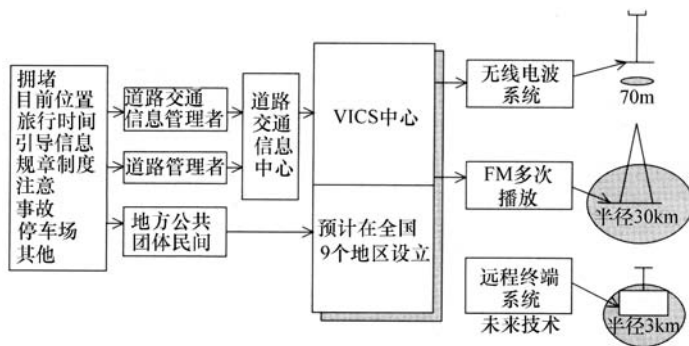 拥堵
目前位置
旅行时间
引导信息
规章制度
注意
事故
停车场
其他
道路交通
信息管理者
道路管理者
地方公共
团体民间
道路
交通
信息
中心
VICS中心
预计在全国
9个地区设立
无线电波
系统
70m
FM多次
播放
半径30km
远程终端
系统
未来技术
半径3km